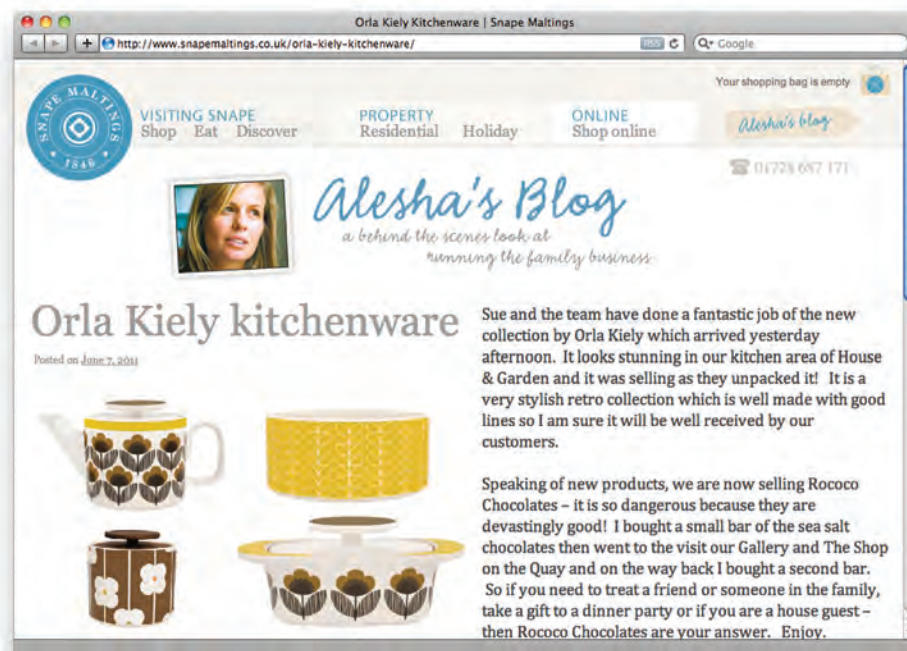 Orla Kiely Kitchenware | Snape Maltings
http://www.snapemaltings.co.uk/orla-kiely-kitchenware/
RSS
Google
Your shopping bag is empty
SNAPE MALTINGS
1846
VISITING SNAPE
Shop Eat Discover
PROPERTY
Residential Holiday
ONLINE
Shop online
Alesha's blog
01728 687 171
Alesha's Blog
a behind the scenes look at
running the family business
Orla Kiely kitchenware
Posted on June 7, 2011
Sue and the team have done a fantastic job of the new
collection by Orla Kiely which arrived yesterday
afternoon. It looks stunning in our kitchen area of House
& Garden and it was selling as they unpacked it! It is a
very stylish retro collection which is well made with good
lines so I am sure it will be well received by our
customers.
Speaking of new products, we are now selling Rococo
Chocolates – it is so dangerous because they are
devastingly good! I bought a small bar of the sea salt
chocolates then went to the visit our Gallery and The Shop
on the Quay and on the way back I bought a second bar.
So if you need to treat a friend or someone in the family,
take a gift to a dinner party or if you are a house guest –
then Rococo Chocolates are your answer. Enjoy.